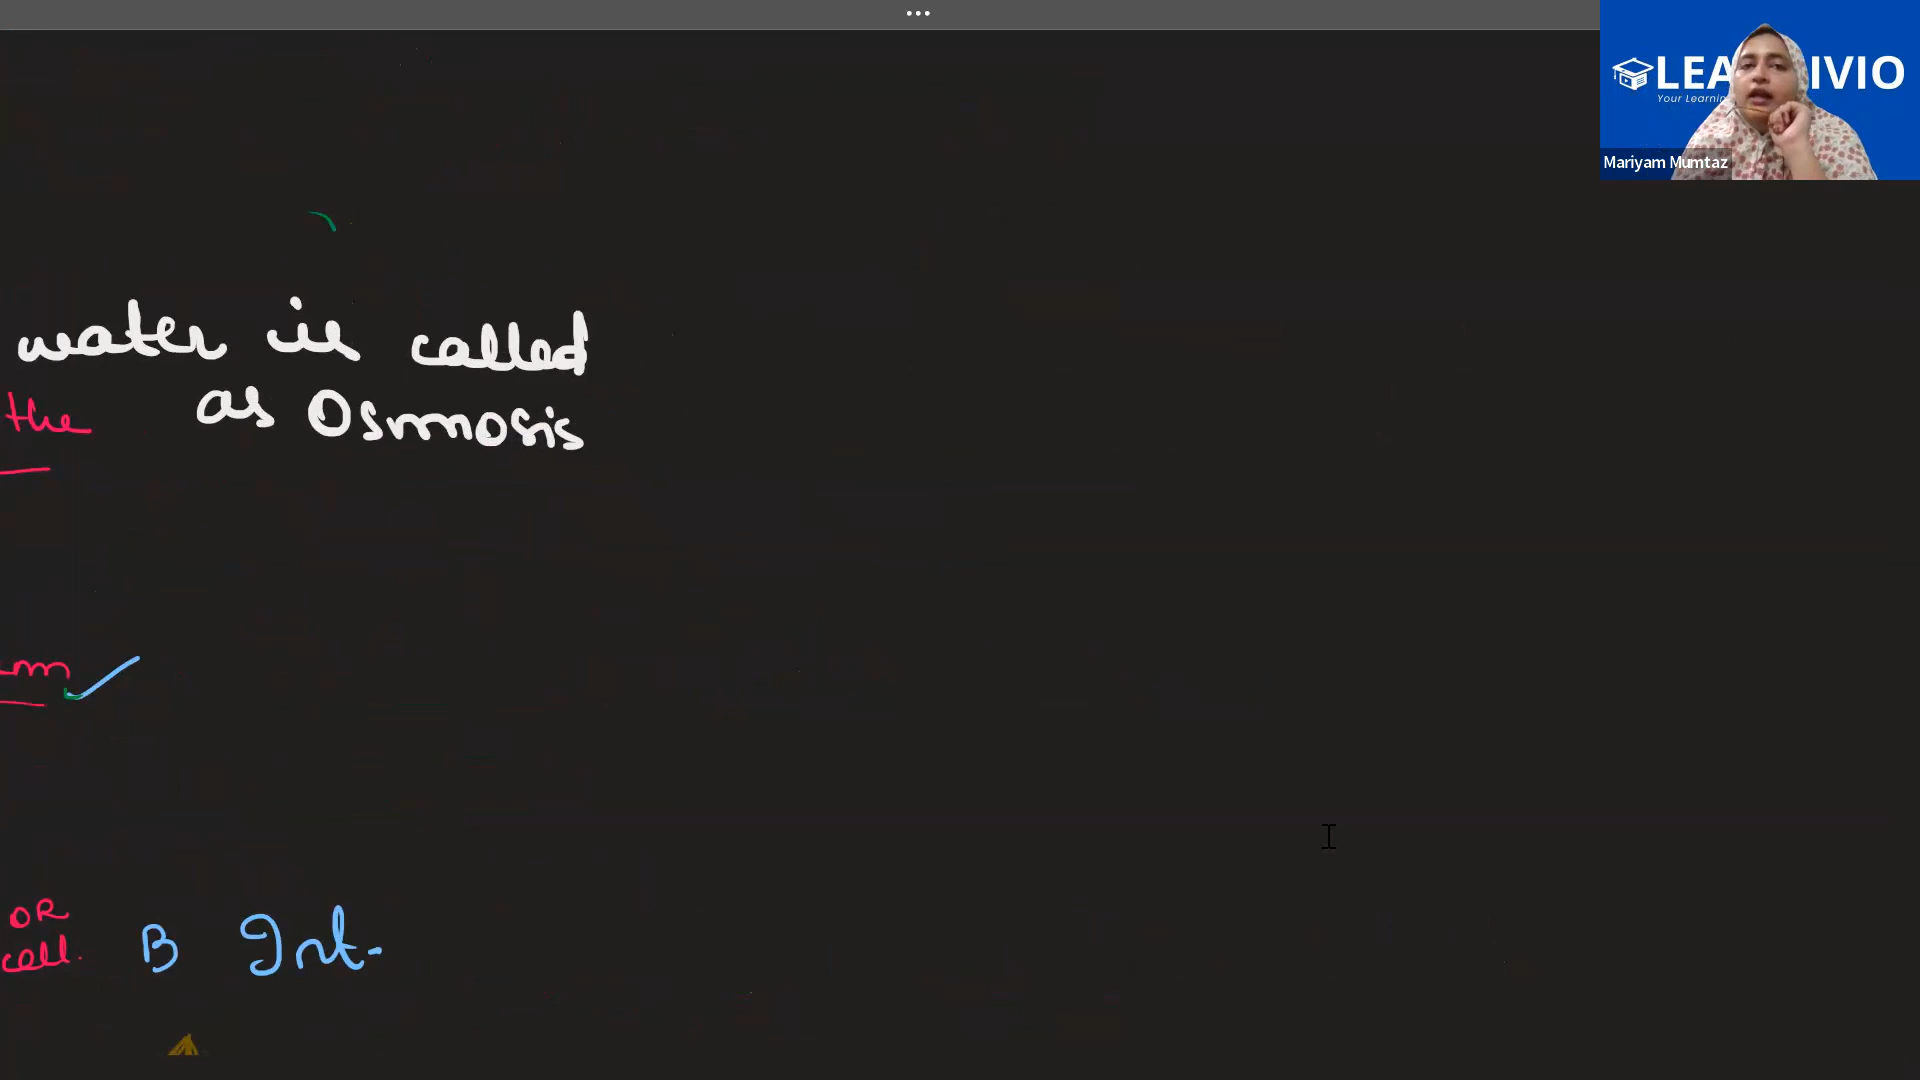 ...
LEA IVIO
Your Learnin
Mariyam Mumtaz
water is called
the as Osmosis
m
OR
cell. B Int.